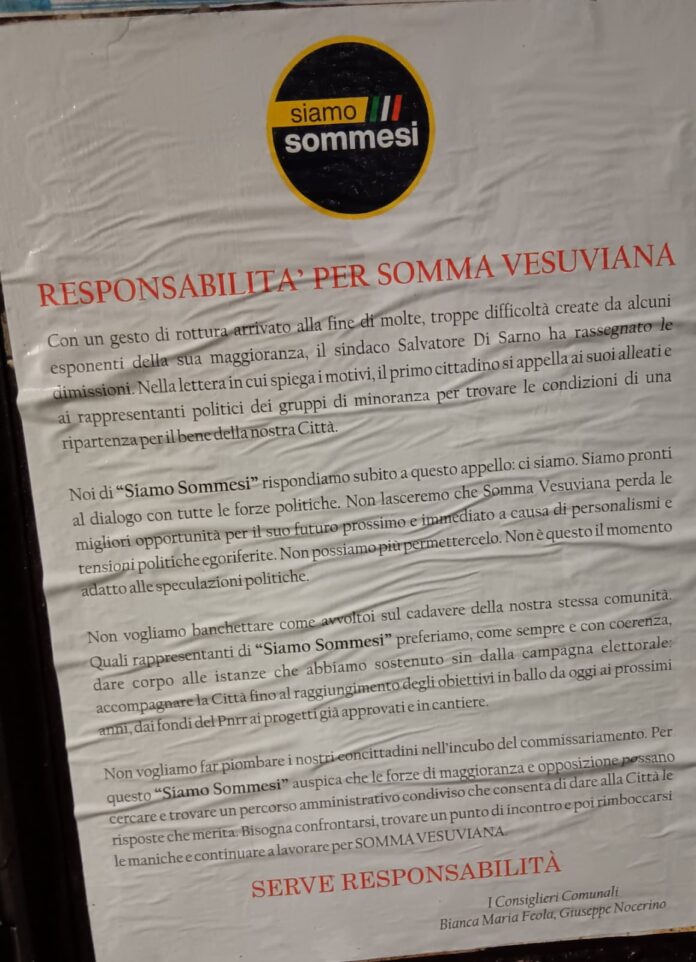 siamo
sommesi
RESPONSABILITA' PER SOMMA VESUVIANA
Con un gesto di rottura arrivato alla fine di molte, troppe difficoltà create da alcuni
esponenti della sua maggioranza, il sindaco Salvatore Di Sarno ha rassegnato le
dimissioni. Nella lettera in cui spiega i motivi, il primo cittadino si appella ai suoi alleati e
ai rappresentanti politici dei gruppi di minoranza per trovare le condizioni di una
ripartenza per il bene della nostra Città.
Noi di “Siamo Sommesi” rispondiamo subito a questo appello: ci siamo. Siamo pronti
al dialogo con tutte le forze politiche. Non lasceremo che Somma Vesuviana perda le
migliori opportunità per il suo futuro prossimo e immediato a causa di personalismi e
tensioni politiche egoriferite. Non possiamo più permettercelo. Non è questo il momento
adatto alle speculazioni politiche.
Non vogliamo banchettare come avvoltoi sul cadavere della nostra stessa comunità.
Quali rappresentanti di “Siamo Sommesi” preferiamo, come sempre e con coerenza,
dare corpo alle istanze che abbiamo sostenuto sin dalla campagna elettorale:
accompagnare la Città fino al raggiungimento degli obiettivi in ballo da oggi ai prossimi
anni, dai fondi del Pnrr ai progetti già approvati e in cantiere.
Non vogliamo far piombare i nostri concittadini nell'incubo del commissariamento. Per
questo “Siamo Sommesi” auspica che le forze di maggioranza e opposizione possano
cercare e trovare un percorso amministrativo condiviso che consenta di dare alla Città le
risposte che merita. Bisogna confrontarsi, trovare un punto di incontro e poi rimboccarsi
le maniche e continuare a lavorare per SOMMA VESUVIANA.
SERVE RESPONSABILITÀ
I Consiglieri Comunali
Bianca Maria Feola, Giuseppe Nocerino